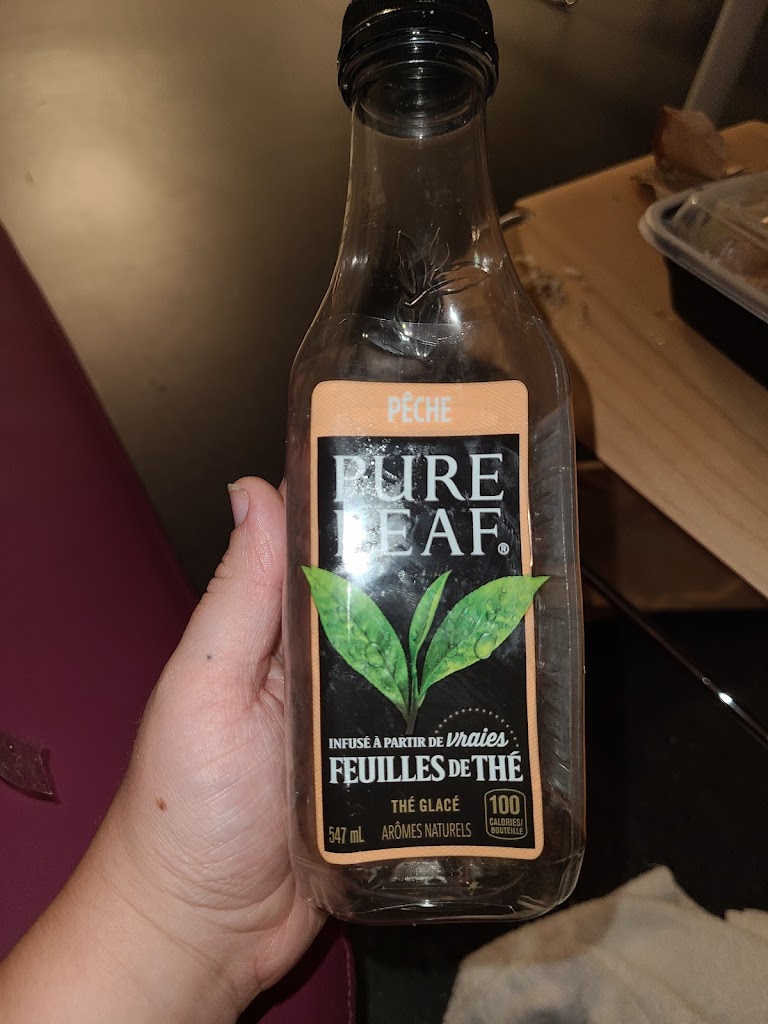 PÊCHE
PURE
LEAF®
INFUSÉ À PARTIR DE vraies
FEUILLES DE THÉ
THÉ GLACÉ
547 mL ARÔMES NATURELS
100
CALORIES/
BOUTEILLE